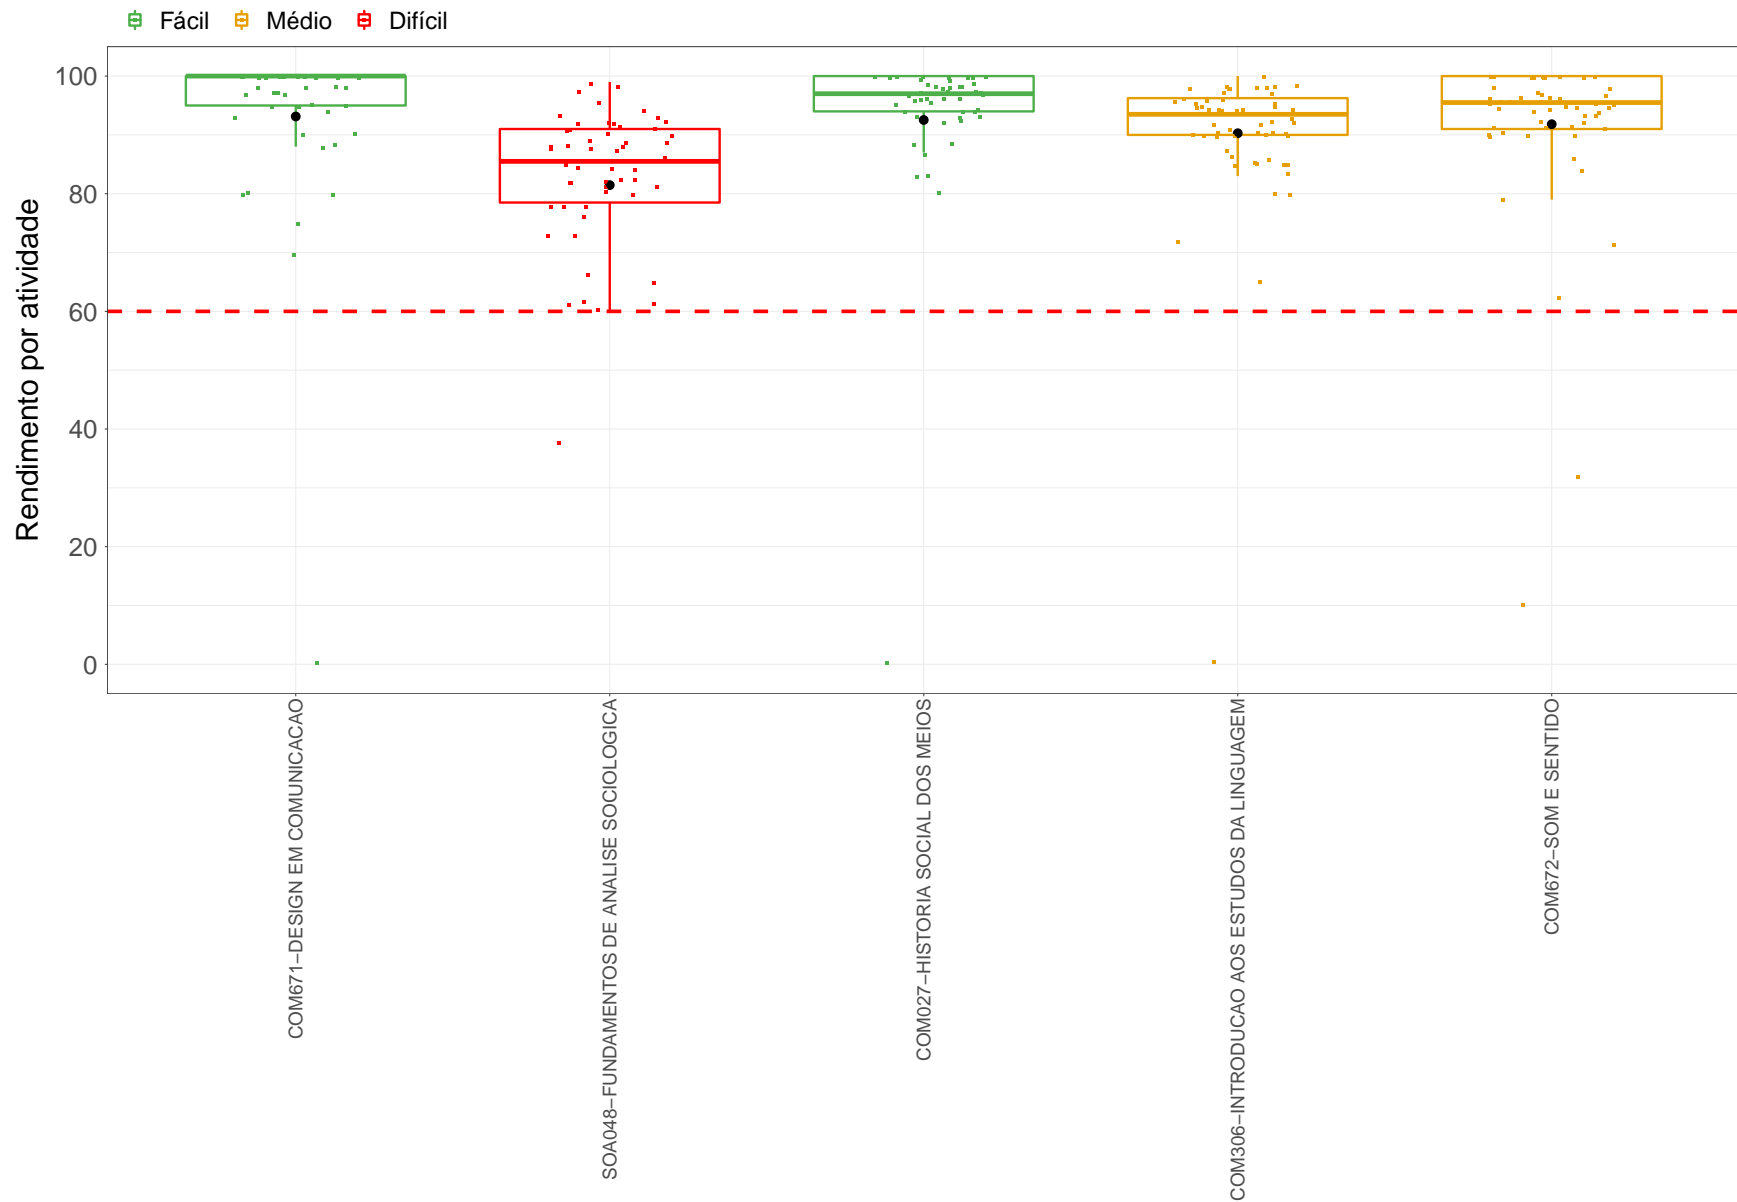 Fácil Médio Difícil
Rendimento por atividade
100
80
60
40
20
0
COM671−DESIGN EM COMUNICACAO
SOA048−FUNDAMENTOS DE ANALISE SOCIOLOGICA
COM027−HISTORIA SOCIAL DOS MEIOS
COM306−INTRODUCAO AOS ESTUDOS DA LINGUAGEM
COM672−SOM E SENTIDO